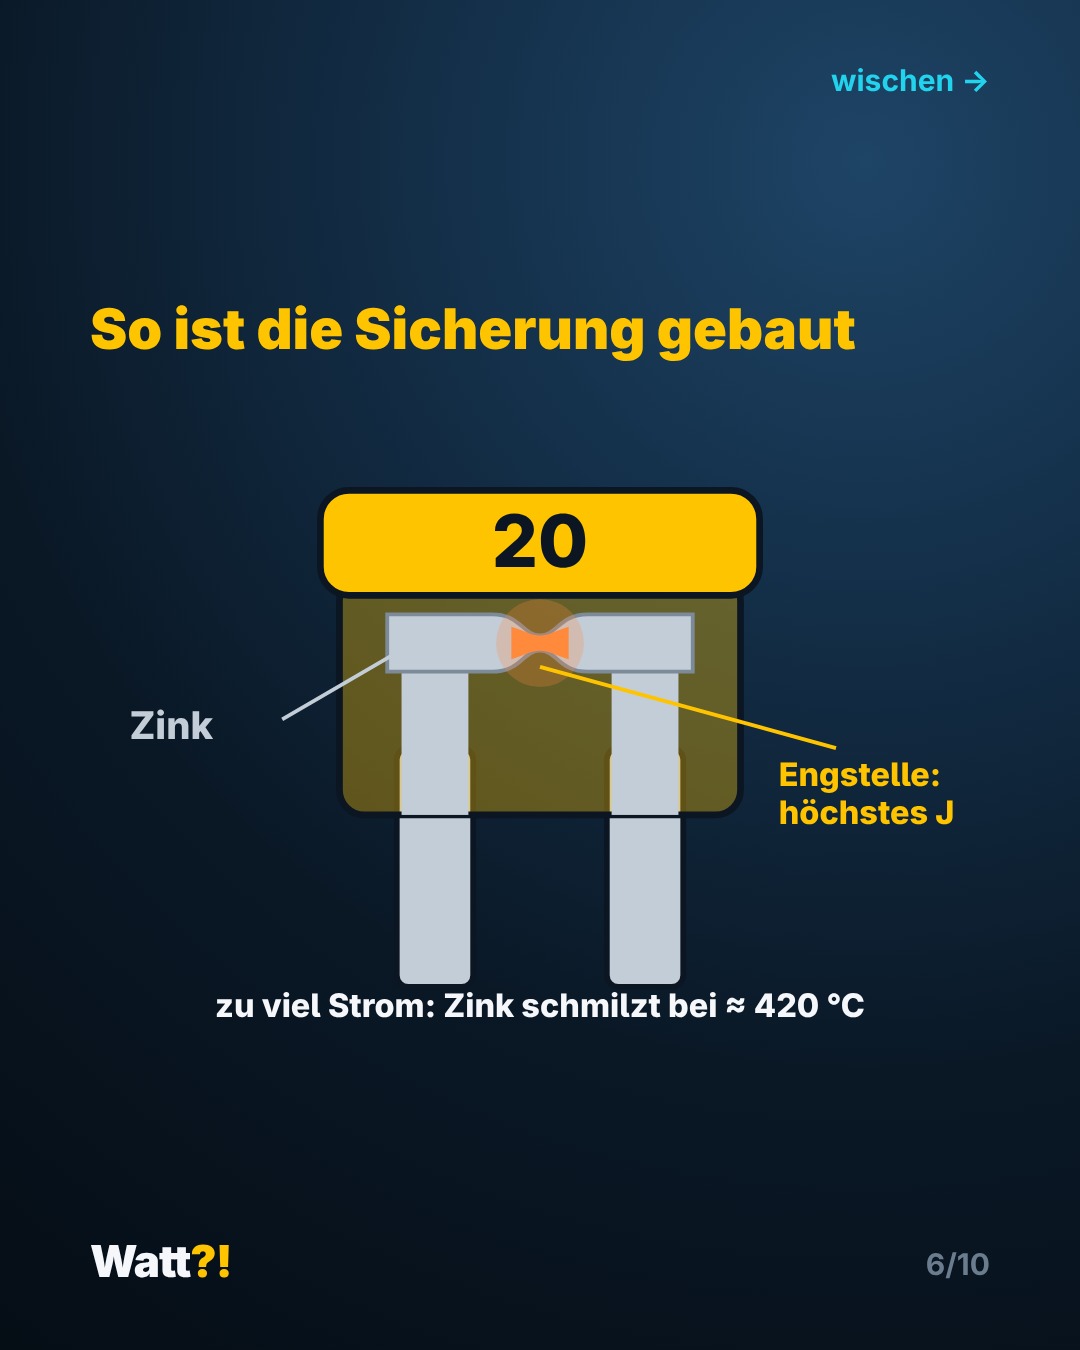 wischen →
So ist die Sicherung gebaut
20
Zink
Engstelle:
höchstes J
zu viel Strom: Zink schmilzt bei ≈ 420 °C
Watt?!
6/10